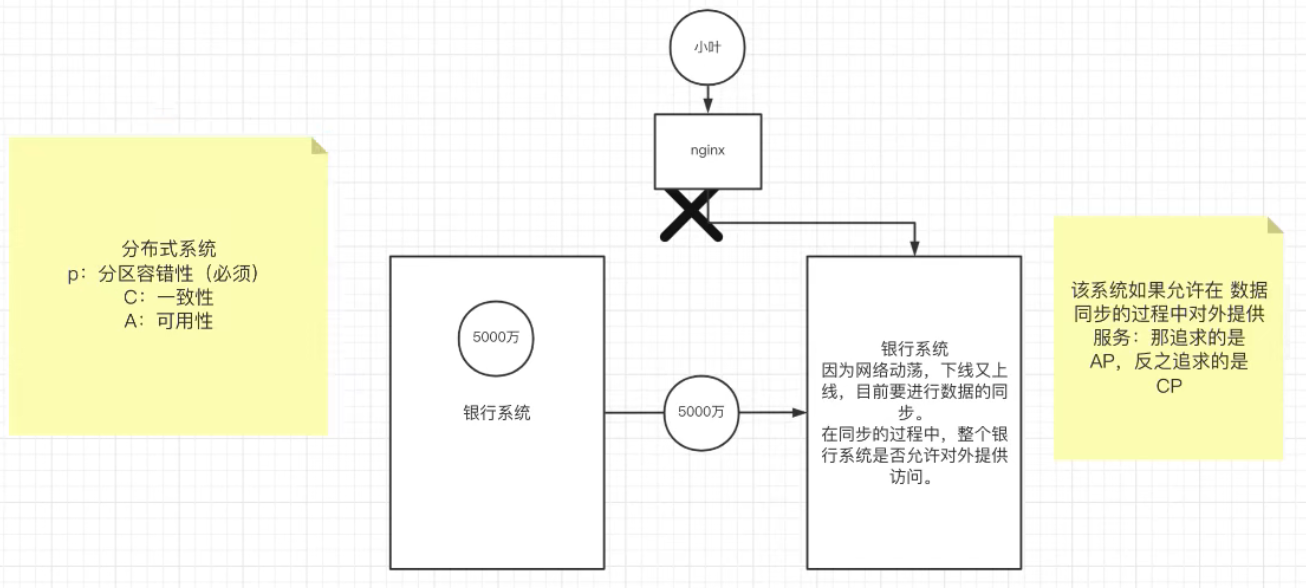 小叶
nginx
分布式系统
p：分区容错性（必须）
C：一致性
A：可用性
5000万
银行系统
5000万
银行系统
因为网络动荡，下线又上
线，目前要进行数据的同
步。
在同步的过程中，整个银
行系统是否允许对外提供
访问。
该系统如果允许在 数据
同步的过程中对外提供
服务：那追求的是
AP，反之追求的是
CP